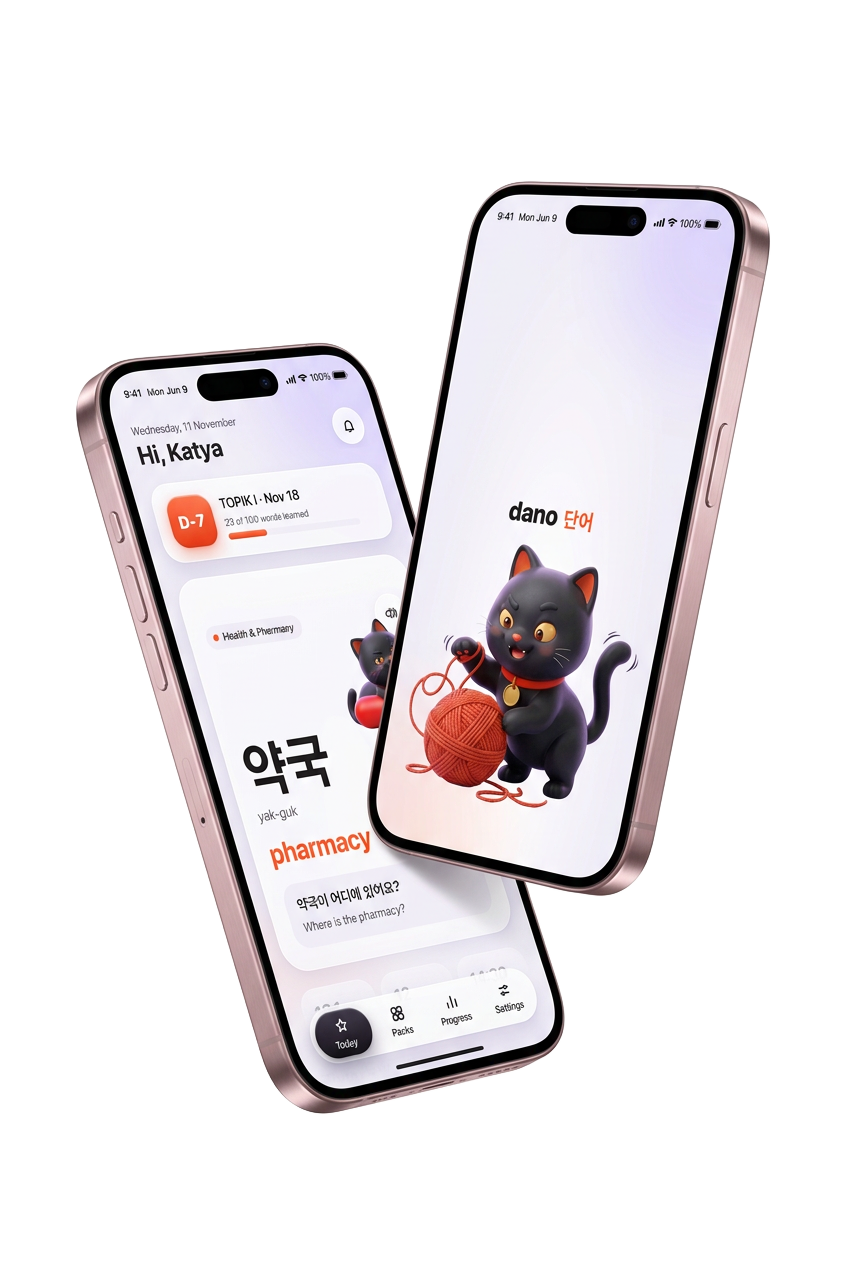 9:41 Mon Jun 9
100%
Wednesday, 11 November
Hi, Katya
D-7
TOPIK I · Nov 18
23 of 100 words learned
Health & Phermany
약국
yak-guk
pharmacy
약국이 어디에 있어요?
Where is the pharmacy?
Todey
Packs
Progress
Settings
9:41 Mon Jun 9
100%
dano 단어